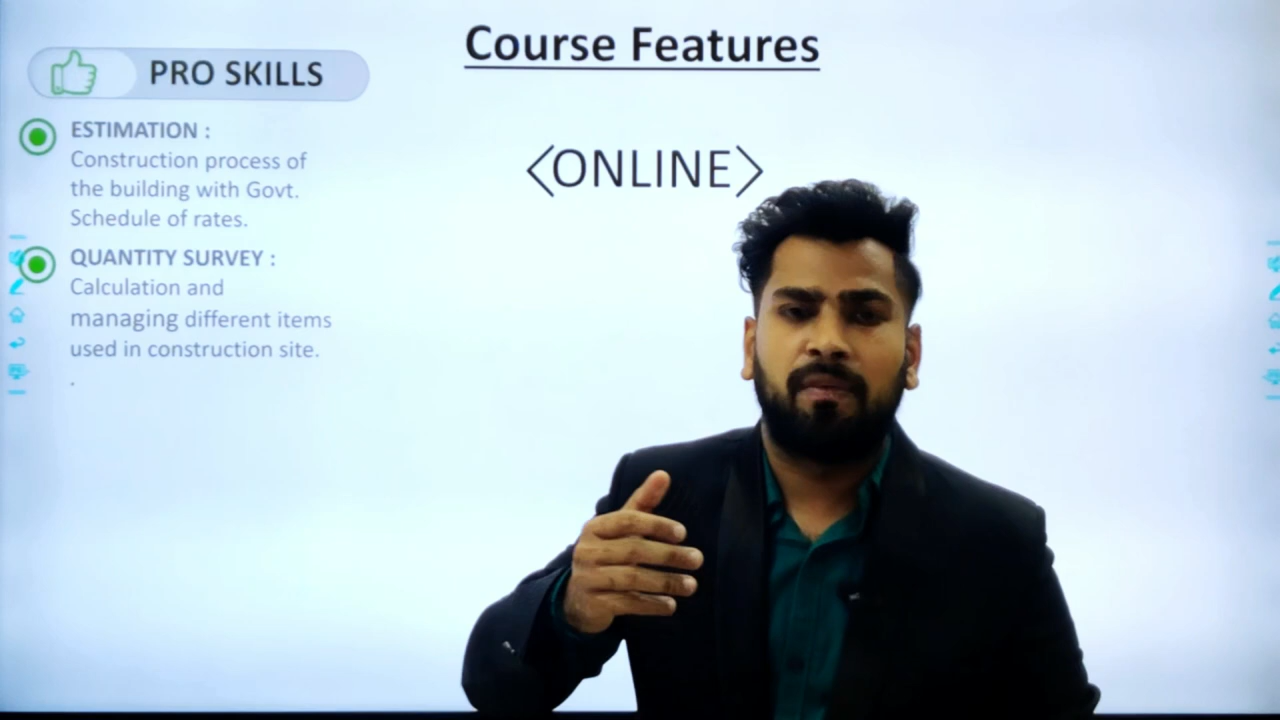 Course Features
PRO SKILLS
<ONLINE>
ESTIMATION :
Construction process of
the building with Govt.
Schedule of rates.
QUANTITY SURVEY :
Calculation and
managing different items
used in construction site.
.